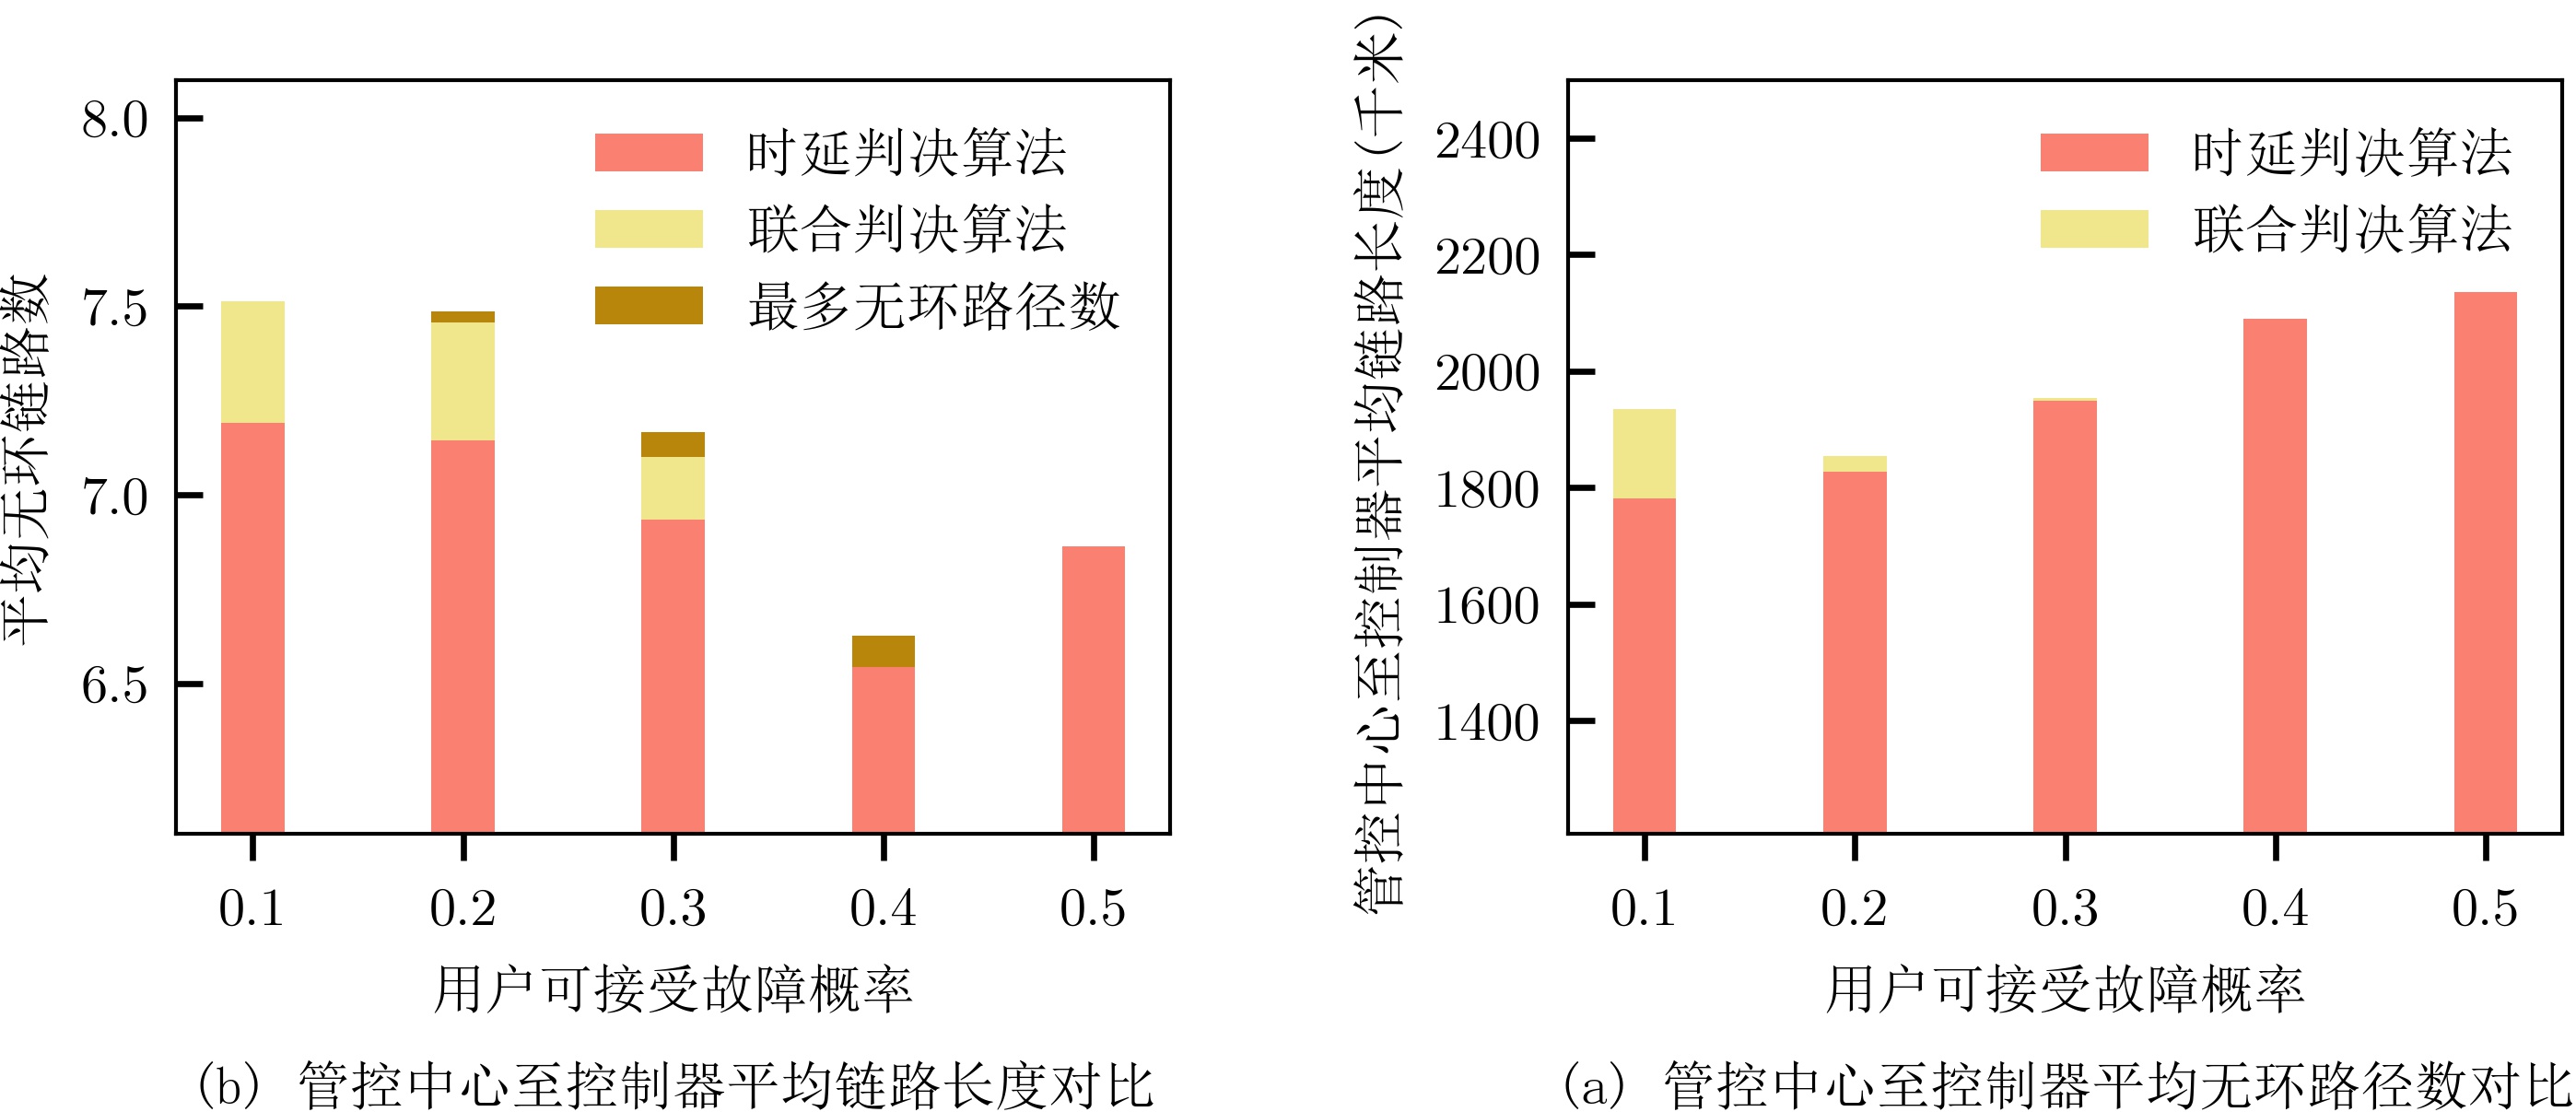 平均无环链路数
8.0
7.5
7.0
6.5
时延判决算法
联合判决算法
最多无环路径数
0.1 0.2 0.3 0.4 0.5
用户可接受故障概率
(b) 管控中心至控制器平均链路长度对比
管控中心至控制器平均链路长度(千米)
2400
2200
2000
1800
1600
1400
时延判决算法
联合判决算法
0.1 0.2 0.3 0.4 0.5
用户可接受故障概率
(a) 管控中心至控制器平均无环路径数对比